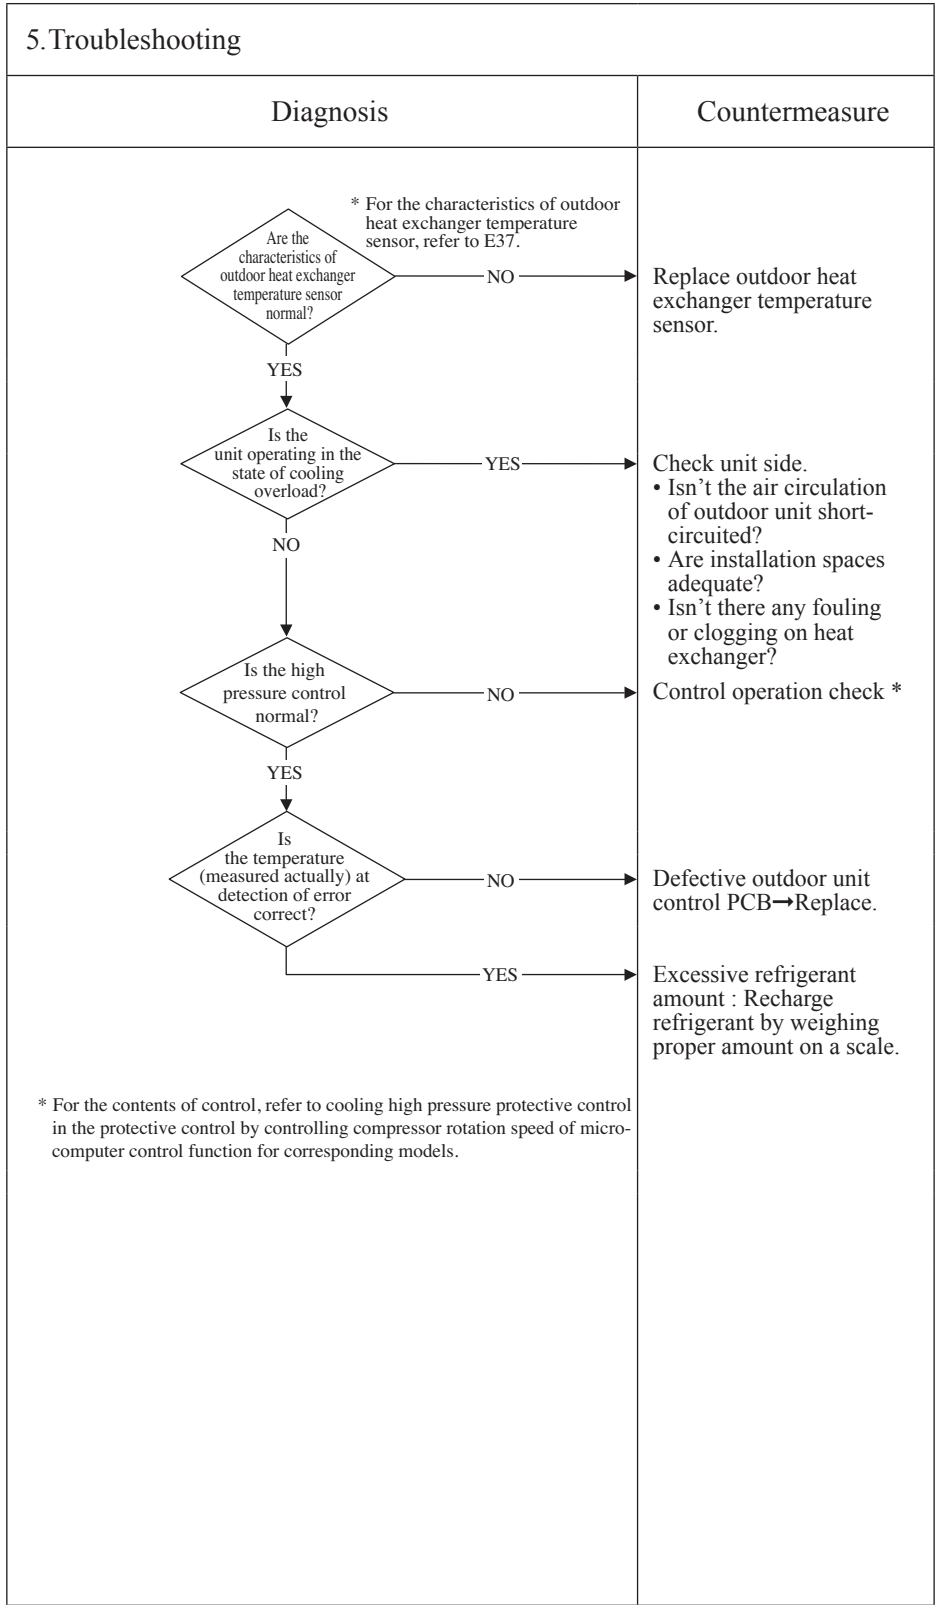 5.Troubleshooting
Diagnosis
Countermeasure
* For the characteristics of outdoor
heat exchanger temperature
sensor, refer to E37.
Are the
characteristics of
outdoor heat exchanger
temperature sensor
normal?
NO
Replace outdoor heat
exchanger temperature
sensor.
YES
Is the
unit operating in the
state of cooling
overload?
YES
Check unit side.
• Isn't the air circulation
of outdoor unit short-
circuited?
• Are installation spaces
adequate?
• Isn't there any fouling
or clogging on heat
exchanger?
NO
Is the high
pressure control
normal?
NO
Control operation check *
YES
Is
the temperature
(measured actually) at
detection of error
correct?
NO
Defective outdoor unit
control PCB→Replace.
YES
Excessive refrigerant
amount : Recharge
refrigerant by weighing
proper amount on a scale.
* For the contents of control, refer to cooling high pressure protective control
in the protective control by controlling compressor rotation speed of micro-
computer control function for corresponding models.